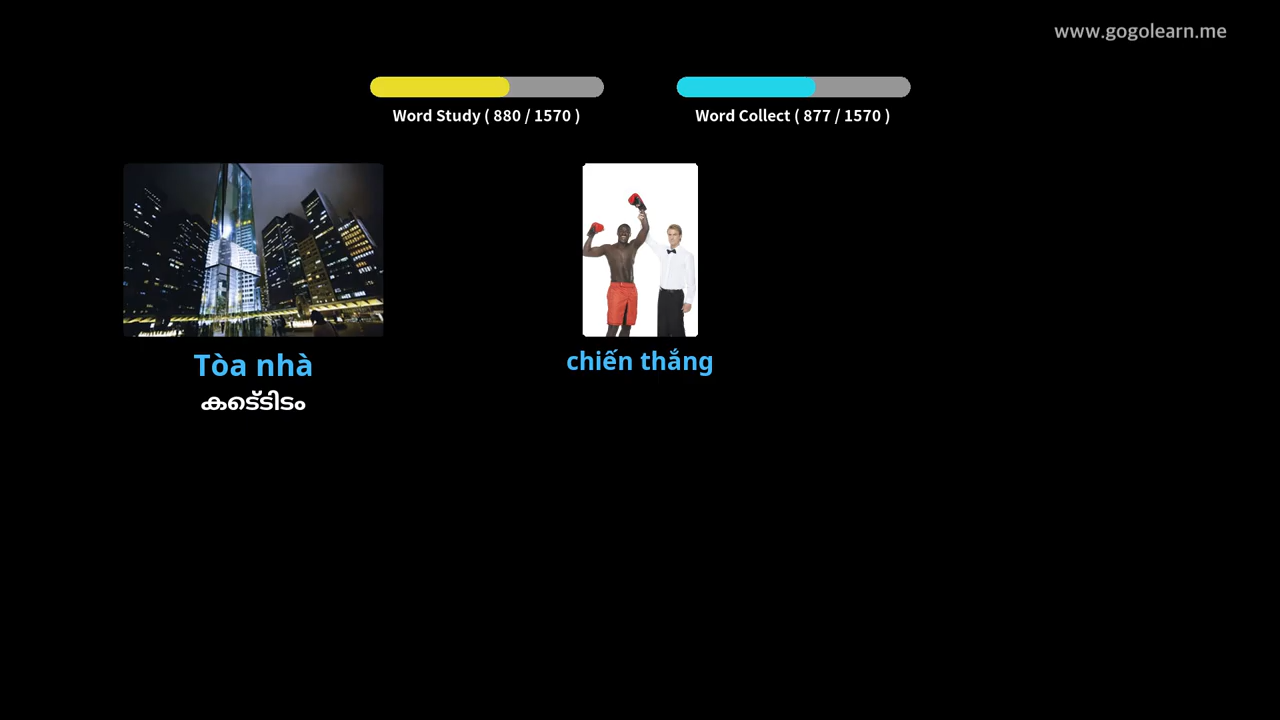 www.gogolearn.me
Word Study ( 880 / 1570 )
Word Collect ( 877 / 1570 )
Tòa nhà
കട്ടെിടം
chiến thắng